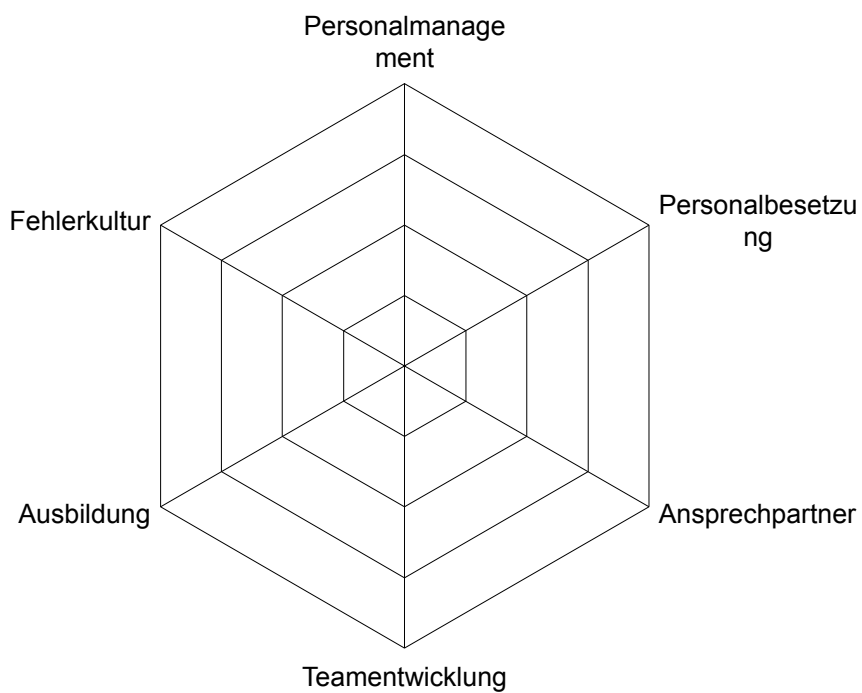 Personalmanage
ment
Fehlerkultur
Personalbesetzu
ng
Ausbildung
Ansprechpartner
Teamentwicklung